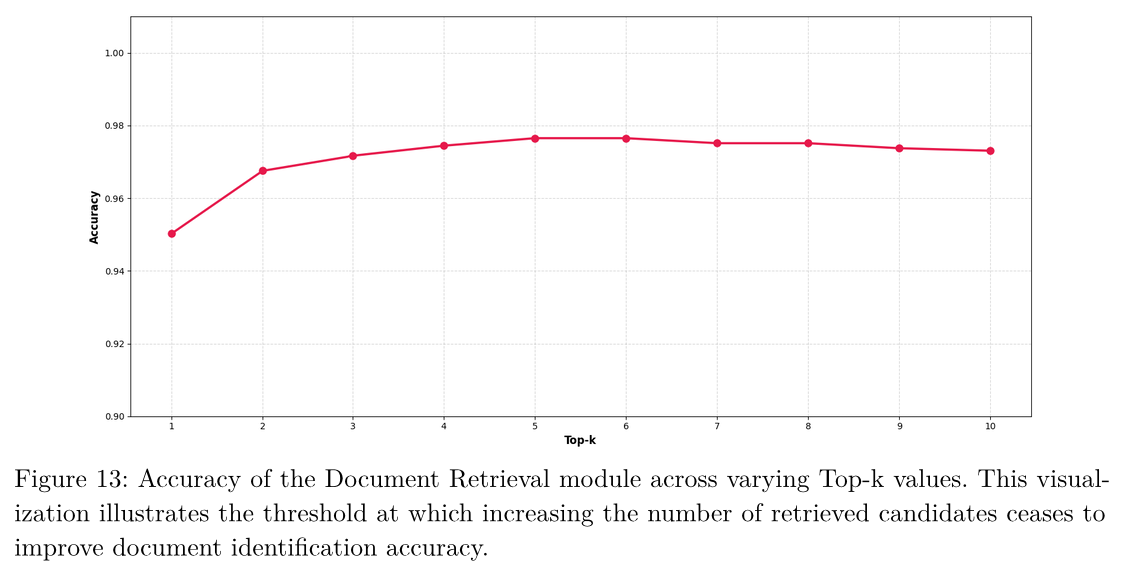 1.00
0.98
0.96
0.94
0.92
0.90
Accuracy
1 2 3 4 5 6 7 8 9 10
Top-k
Figure 13: Accuracy of the Document Retrieval module across varying Top-k values. This visual-
ization illustrates the threshold at which increasing the number of retrieved candidates ceases to
improve document identification accuracy.